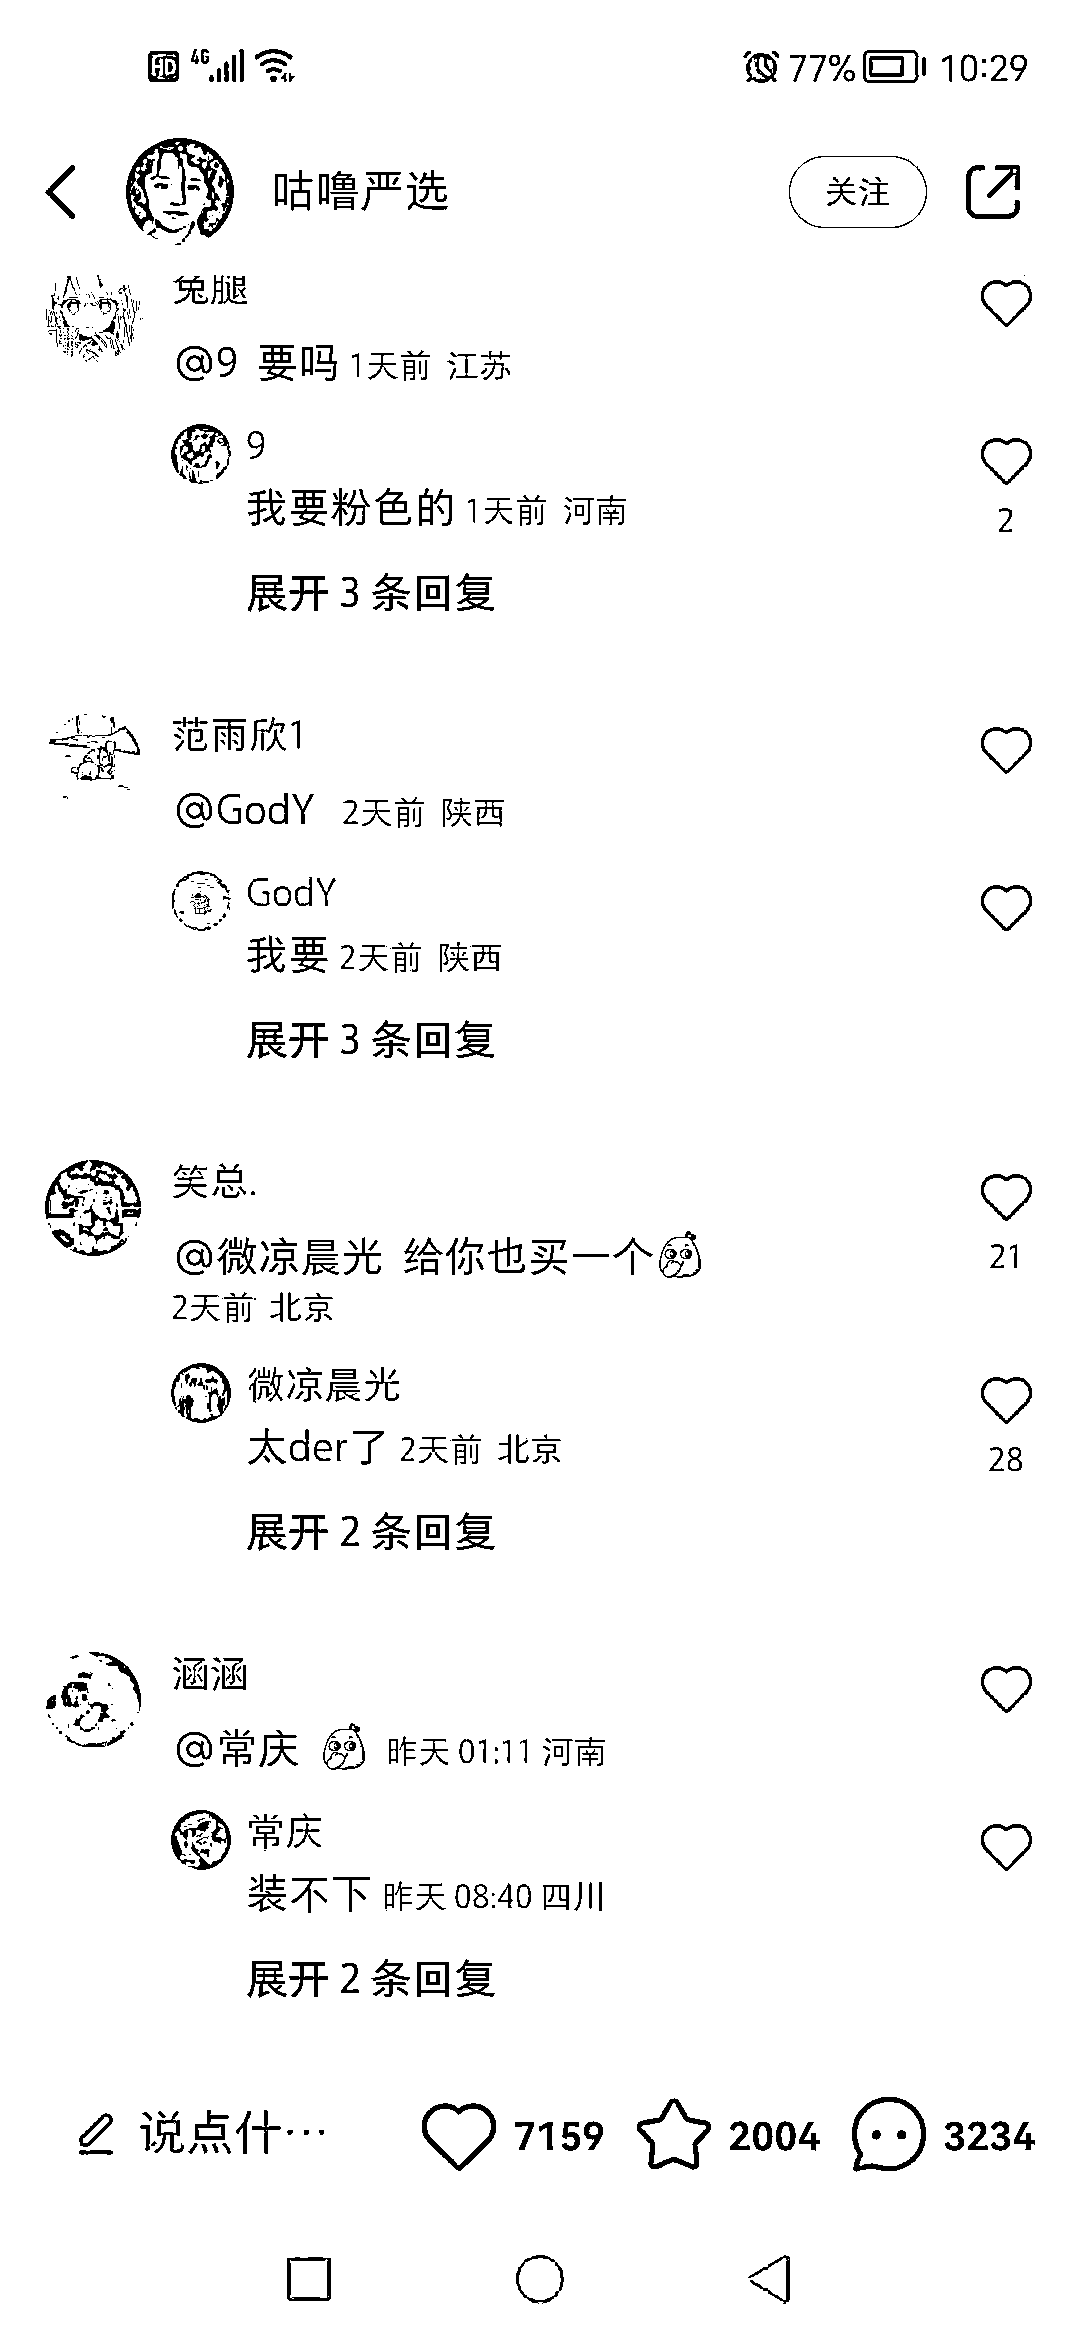 HD 4G 77% 10:29
咕噜严选 关注
兔腿
@9 要吗 1天前 江苏
9
我要粉色的 1天前 河南
2
展开 3 条回复
范雨欣1
@GodY 2天前 陕西
GodY
我要 2天前 陕西
展开 3 条回复
笑总.
@微凉晨光 给你也买一个
21
2天前 北京
微凉晨光
太der了 2天前 北京
28
展开 2 条回复
涵涵
@常庆 昨天 01:11 河南
常庆
装不下 昨天 08:40 四川
展开 2 条回复
说点什… 7159 2004 3234